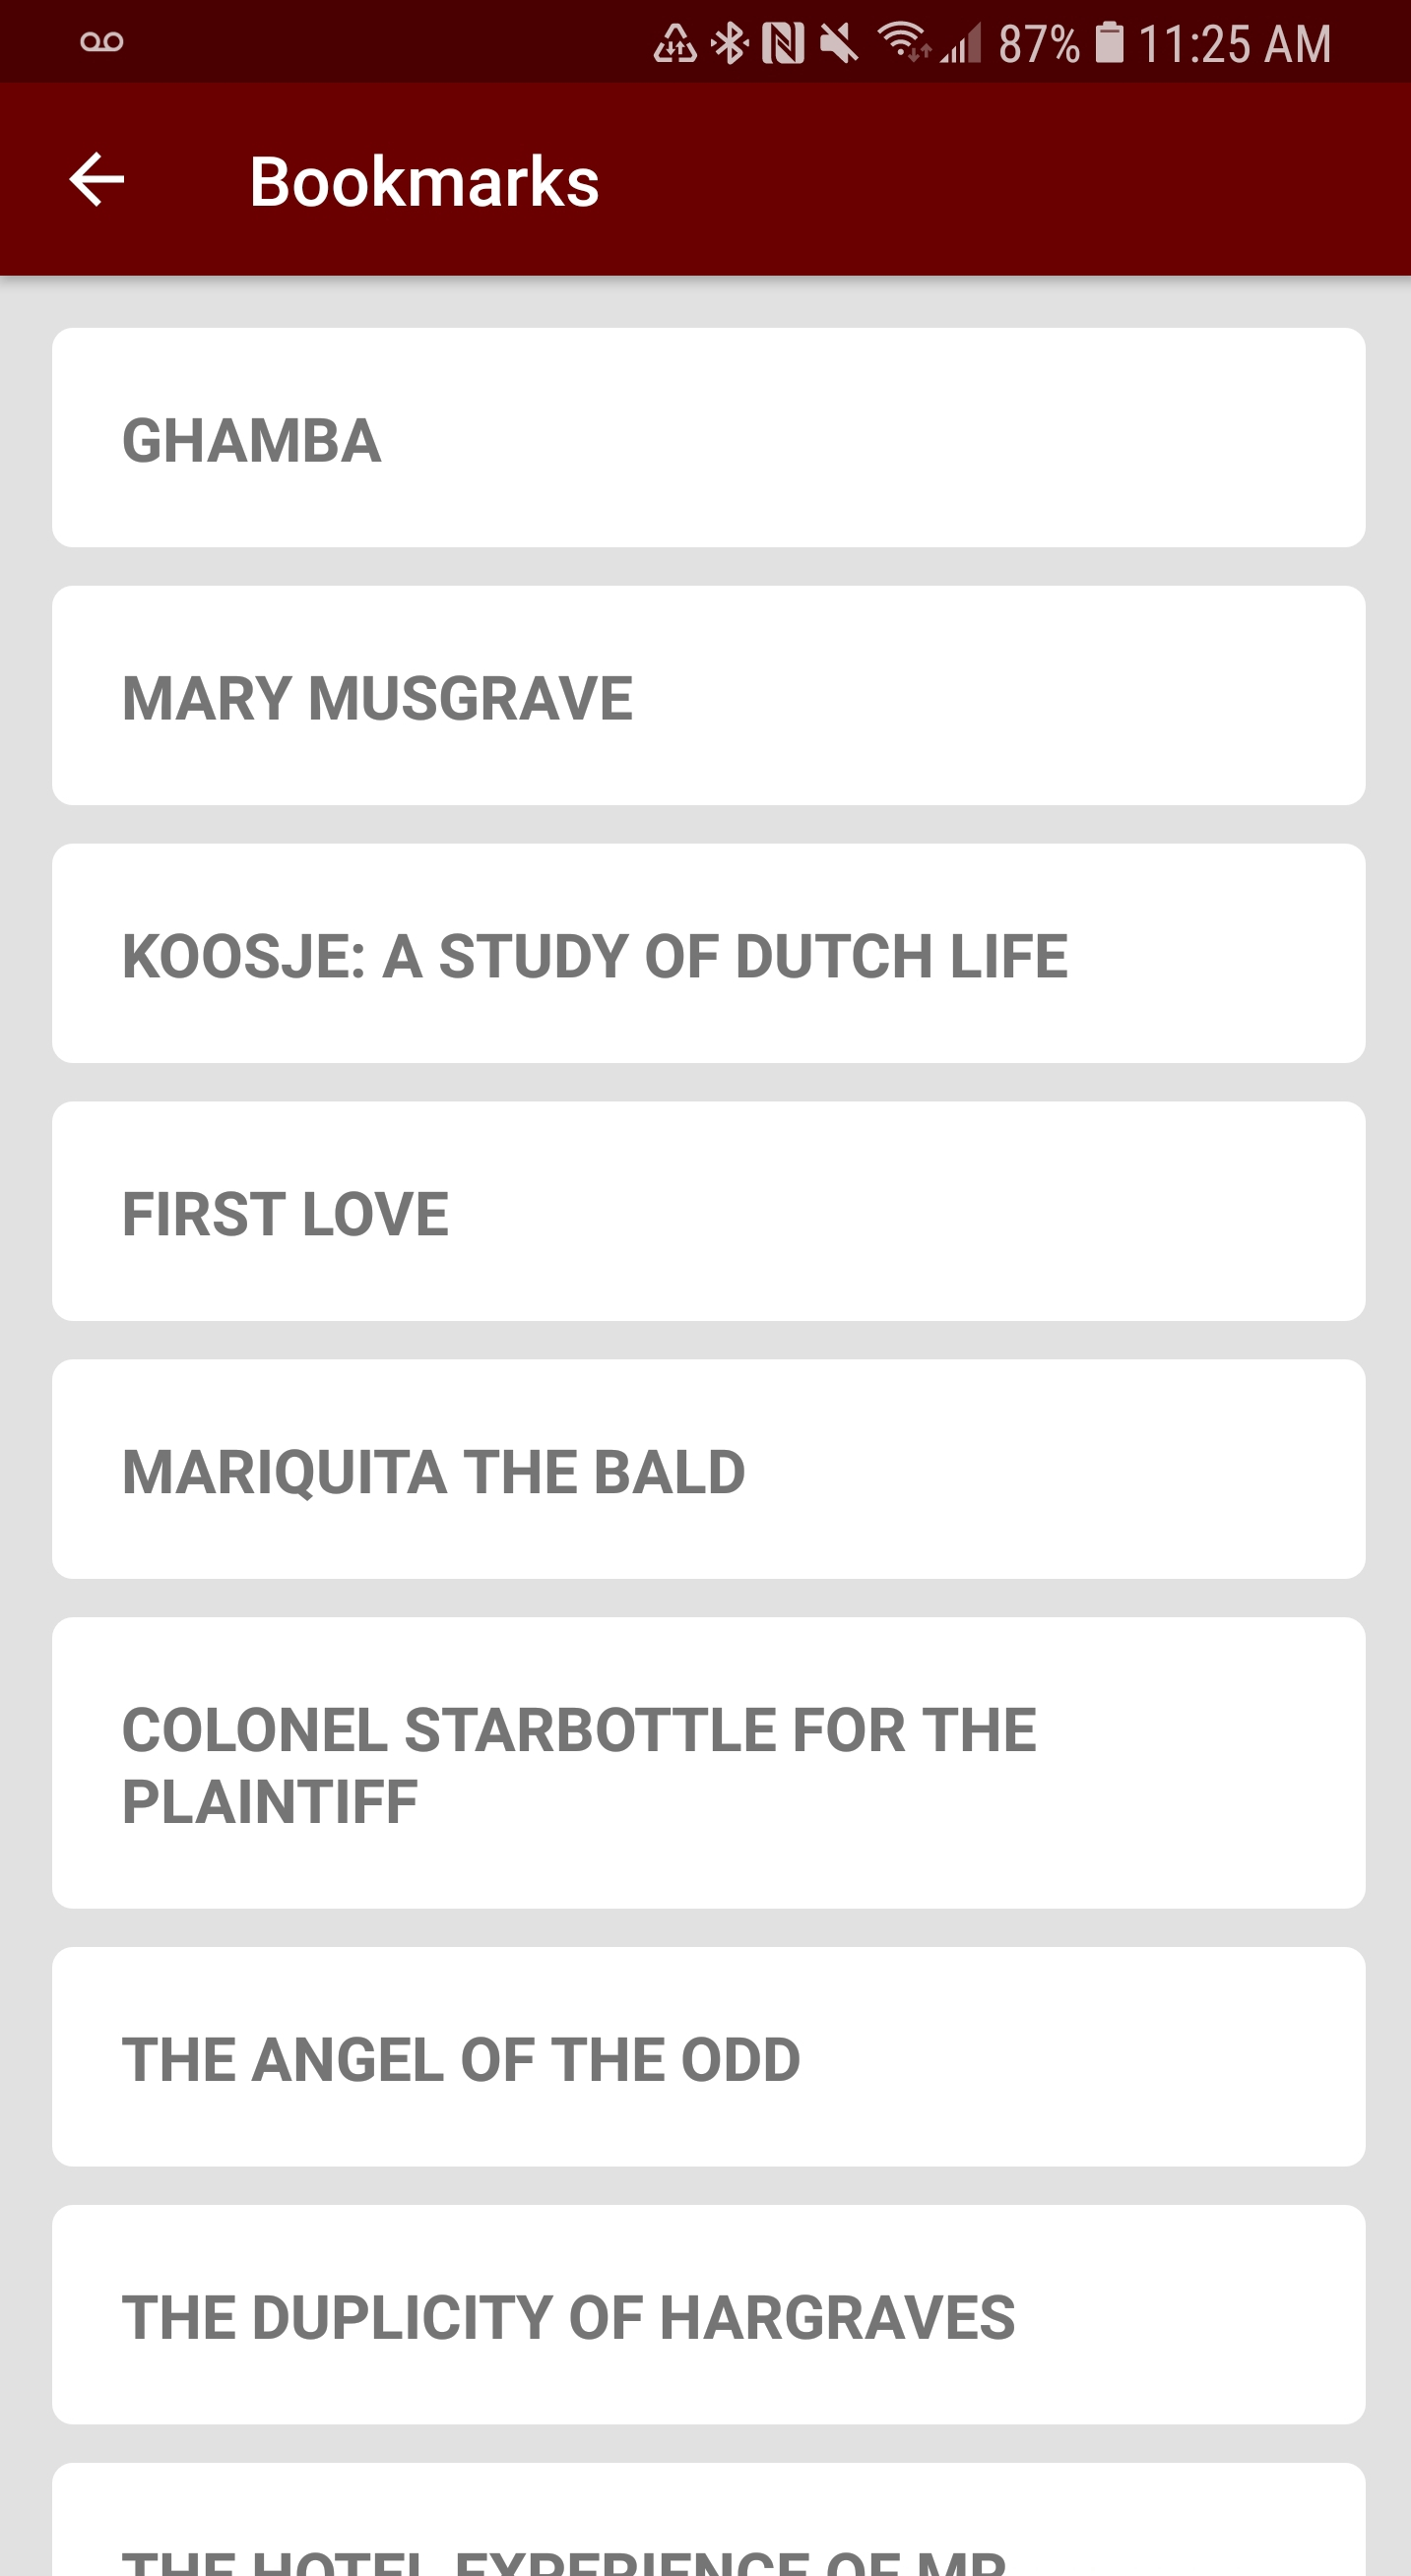 87% 11:25 AM
Bookmarks
GHAMBA
MARY MUSGRAVE
KOOSJE: A STUDY OF DUTCH LIFE
FIRST LOVE
MARIQUITA THE BALD
COLONEL STARBOTTLE FOR THE
PLAINTIFF
THE ANGEL OF THE ODD
THE DUPLICITY OF HARGRAVES
THE HOTEL EXPERIENCE OF MR